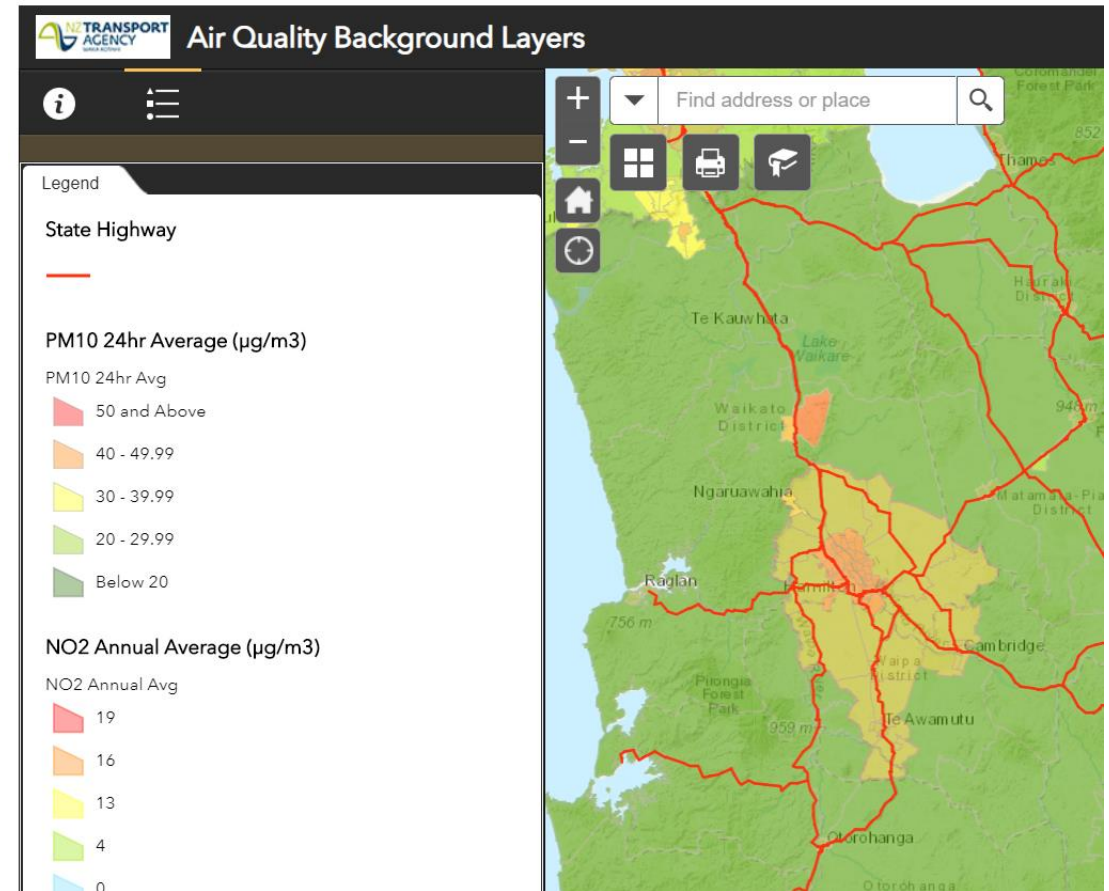 NZ TRANSPORT
AGENCY
WAKA KOTAHI
Air Quality Background Layers
Legend
State Highway
PM10 24hr Average (µg/m3)
PM10 24hr Avg
50 and Above
40 - 49.99
30 - 39.99
20 - 29.99
Below 20
NO2 Annual Average (µg/m3)
NO2 Annual Avg
19
16
13
4
0
+
Find address or place
−
Coromandel
Forest Park
852
Thames
Hauraki
District
Te Kauwhata
Lake
Waikare
948 m
Waikato
District
Ngaruawahia
Matamata-Pia
District
Raglan
Hamilton
756 m
Cambridge
Waipa
District
Pirongia
Forest
Park
Te Awamutu
959 m
Otorohanga
Otorohanga